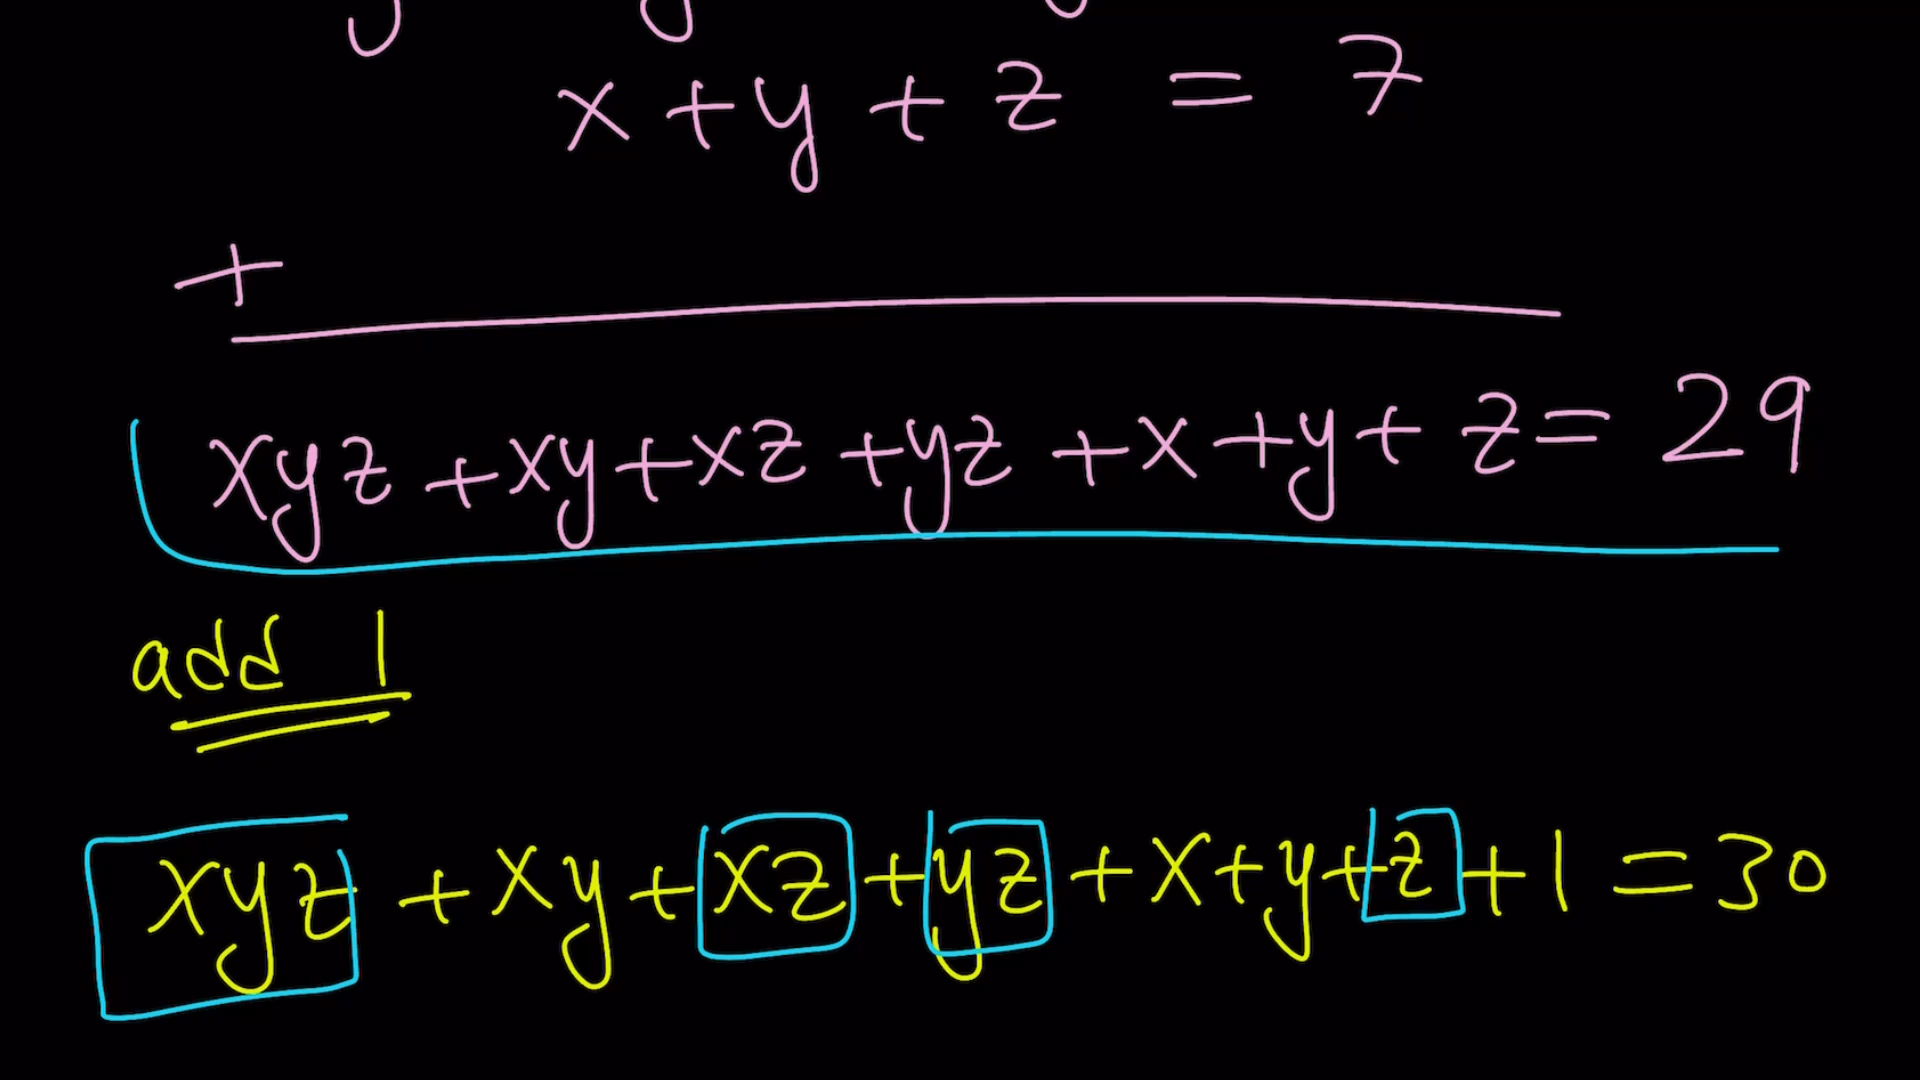 x + y + z = 7
+
xyz + xy + xz + yz + x + y + z = 29
add 1
xyz + xy + xz + yz + x + y + z + 1 = 30